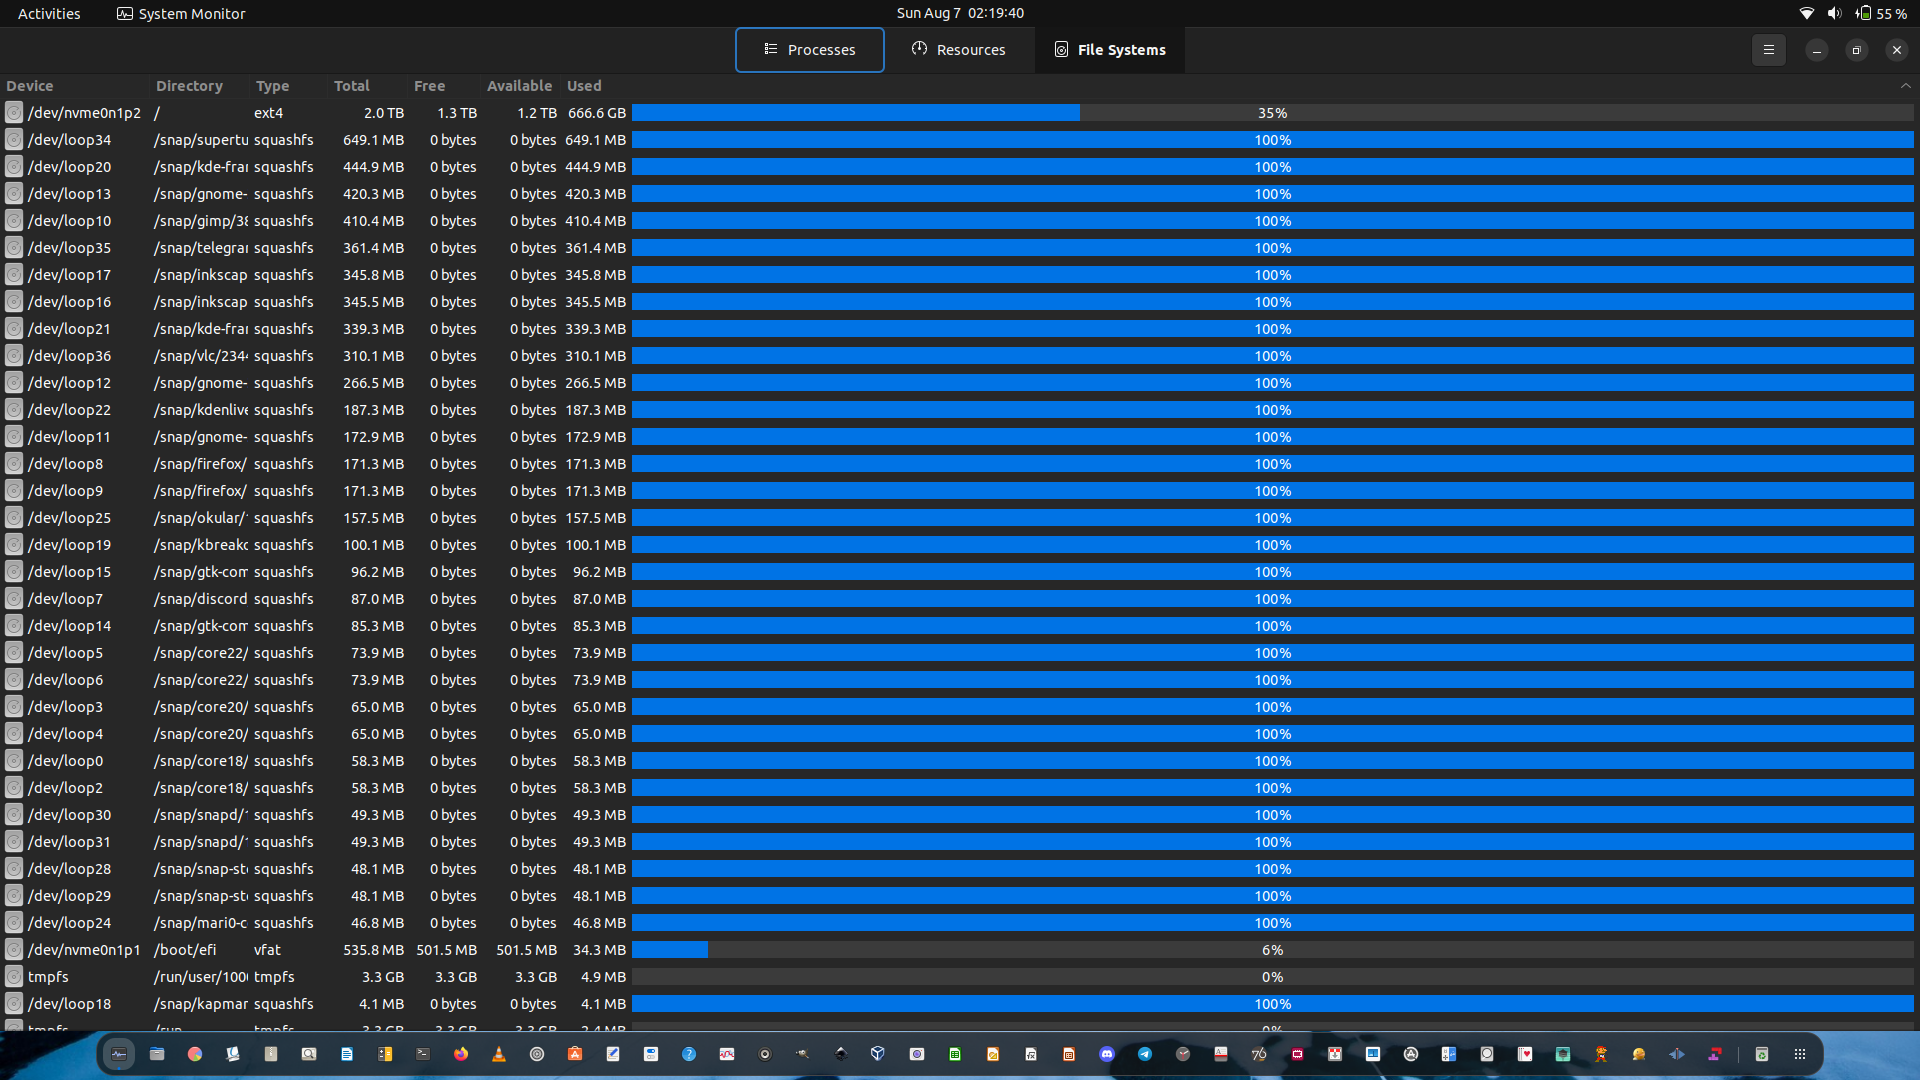 Activities System Monitor Sun Aug 7 02:19:40 55 %
Processes Resources File Systems
Device Directory Type Total Free Available Used
/dev/nvme0n1p2 / ext4 2.0 TB 1.3 TB 1.2 TB 666.6 GB 35%
/dev/loop34 /snap/supertu squashfs 649.1 MB 0 bytes 0 bytes 649.1 MB 100%
/dev/loop20 /snap/kde-frar squashfs 444.9 MB 0 bytes 0 bytes 444.9 MB 100%
/dev/loop13 /snap/gnome- squashfs 420.3 MB 0 bytes 0 bytes 420.3 MB 100%
/dev/loop10 /snap/gimp/38 squashfs 410.4 MB 0 bytes 0 bytes 410.4 MB 100%
/dev/loop35 /snap/telegrar squashfs 361.4 MB 0 bytes 0 bytes 361.4 MB 100%
/dev/loop17 /snap/inkscap squashfs 345.8 MB 0 bytes 0 bytes 345.8 MB 100%
/dev/loop16 /snap/inkscap squashfs 345.5 MB 0 bytes 0 bytes 345.5 MB 100%
/dev/loop21 /snap/kde-frar squashfs 339.3 MB 0 bytes 0 bytes 339.3 MB 100%
/dev/loop36 /snap/vlc/2344 squashfs 310.1 MB 0 bytes 0 bytes 310.1 MB 100%
/dev/loop12 /snap/gnome- squashfs 266.5 MB 0 bytes 0 bytes 266.5 MB 100%
/dev/loop22 /snap/kdenlive squashfs 187.3 MB 0 bytes 0 bytes 187.3 MB 100%
/dev/loop11 /snap/gnome- squashfs 172.9 MB 0 bytes 0 bytes 172.9 MB 100%
/dev/loop8 /snap/firefox/ squashfs 171.3 MB 0 bytes 0 bytes 171.3 MB 100%
/dev/loop9 /snap/firefox/ squashfs 171.3 MB 0 bytes 0 bytes 171.3 MB 100%
/dev/loop25 /snap/okular/ squashfs 157.5 MB 0 bytes 0 bytes 157.5 MB 100%
/dev/loop19 /snap/kbreako squashfs 100.1 MB 0 bytes 0 bytes 100.1 MB 100%
/dev/loop15 /snap/gtk-com squashfs 96.2 MB 0 bytes 0 bytes 96.2 MB 100%
/dev/loop7 /snap/discord squashfs 87.0 MB 0 bytes 0 bytes 87.0 MB 100%
/dev/loop14 /snap/gtk-com squashfs 85.3 MB 0 bytes 0 bytes 85.3 MB 100%
/dev/loop5 /snap/core22/ squashfs 73.9 MB 0 bytes 0 bytes 73.9 MB 100%
/dev/loop6 /snap/core22/ squashfs 73.9 MB 0 bytes 0 bytes 73.9 MB 100%
/dev/loop3 /snap/core20/ squashfs 65.0 MB 0 bytes 0 bytes 65.0 MB 100%
/dev/loop4 /snap/core20/ squashfs 65.0 MB 0 bytes 0 bytes 65.0 MB 100%
/dev/loop0 /snap/core18/ squashfs 58.3 MB 0 bytes 0 bytes 58.3 MB 100%
/dev/loop2 /snap/core18/ squashfs 58.3 MB 0 bytes 0 bytes 58.3 MB 100%
/dev/loop30 /snap/snapd/1 squashfs 49.3 MB 0 bytes 0 bytes 49.3 MB 100%
/dev/loop31 /snap/snapd/1 squashfs 49.3 MB 0 bytes 0 bytes 49.3 MB 100%
/dev/loop28 /snap/snap-sto squashfs 48.1 MB 0 bytes 0 bytes 48.1 MB 100%
/dev/loop29 /snap/snap-sto squashfs 48.1 MB 0 bytes 0 bytes 48.1 MB 100%
/dev/loop24 /snap/mari0-c squashfs 46.8 MB 0 bytes 0 bytes 46.8 MB 100%
/dev/nvme0n1p1 /boot/efi vfat 535.8 MB 501.5 MB 501.5 MB 34.3 MB 6%
tmpfs /run/user/100 tmpfs 3.3 GB 3.3 GB 3.3 GB 4.9 MB 0%
/dev/loop18 /snap/kapmar squashfs 4.1 MB 0 bytes 0 bytes 4.1 MB 100%
tmpfs /run tmpfs 3.3 GB 3.3 GB 3.3 GB 2.4 MB 0%
76